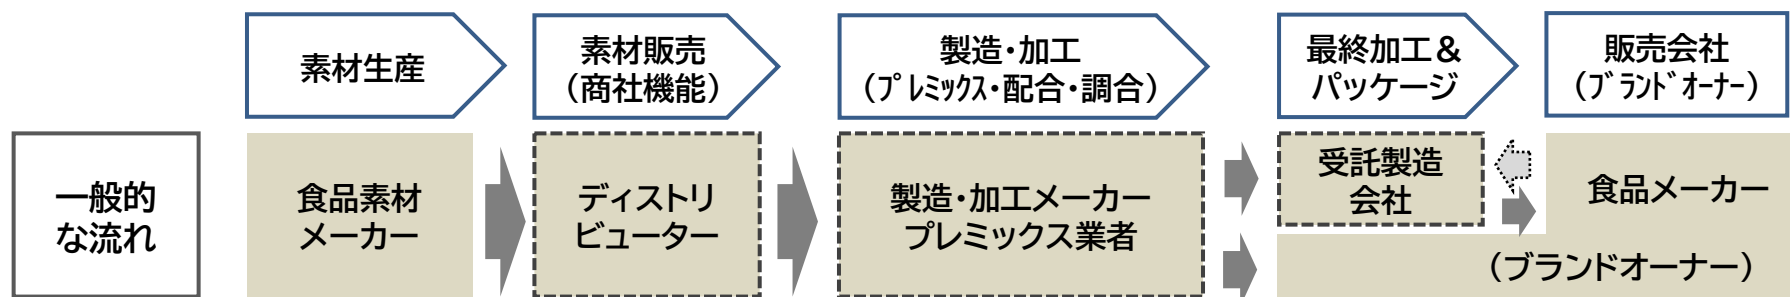 素材生産
素材販売
（商社機能）
製造・加工
（ﾌﾟﾚﾐｯｸｽ・配合・調合）
最終加工＆
パッケージ
販売会社
（ﾌﾞﾗﾝﾄﾞｵｰﾅｰ）
一般的
な流れ
食品素材
メーカー
ディストリ
ビューター
製造・加工メーカー
プレミックス業者
受託製造
会社
食品メーカー
（ブランドオーナー）